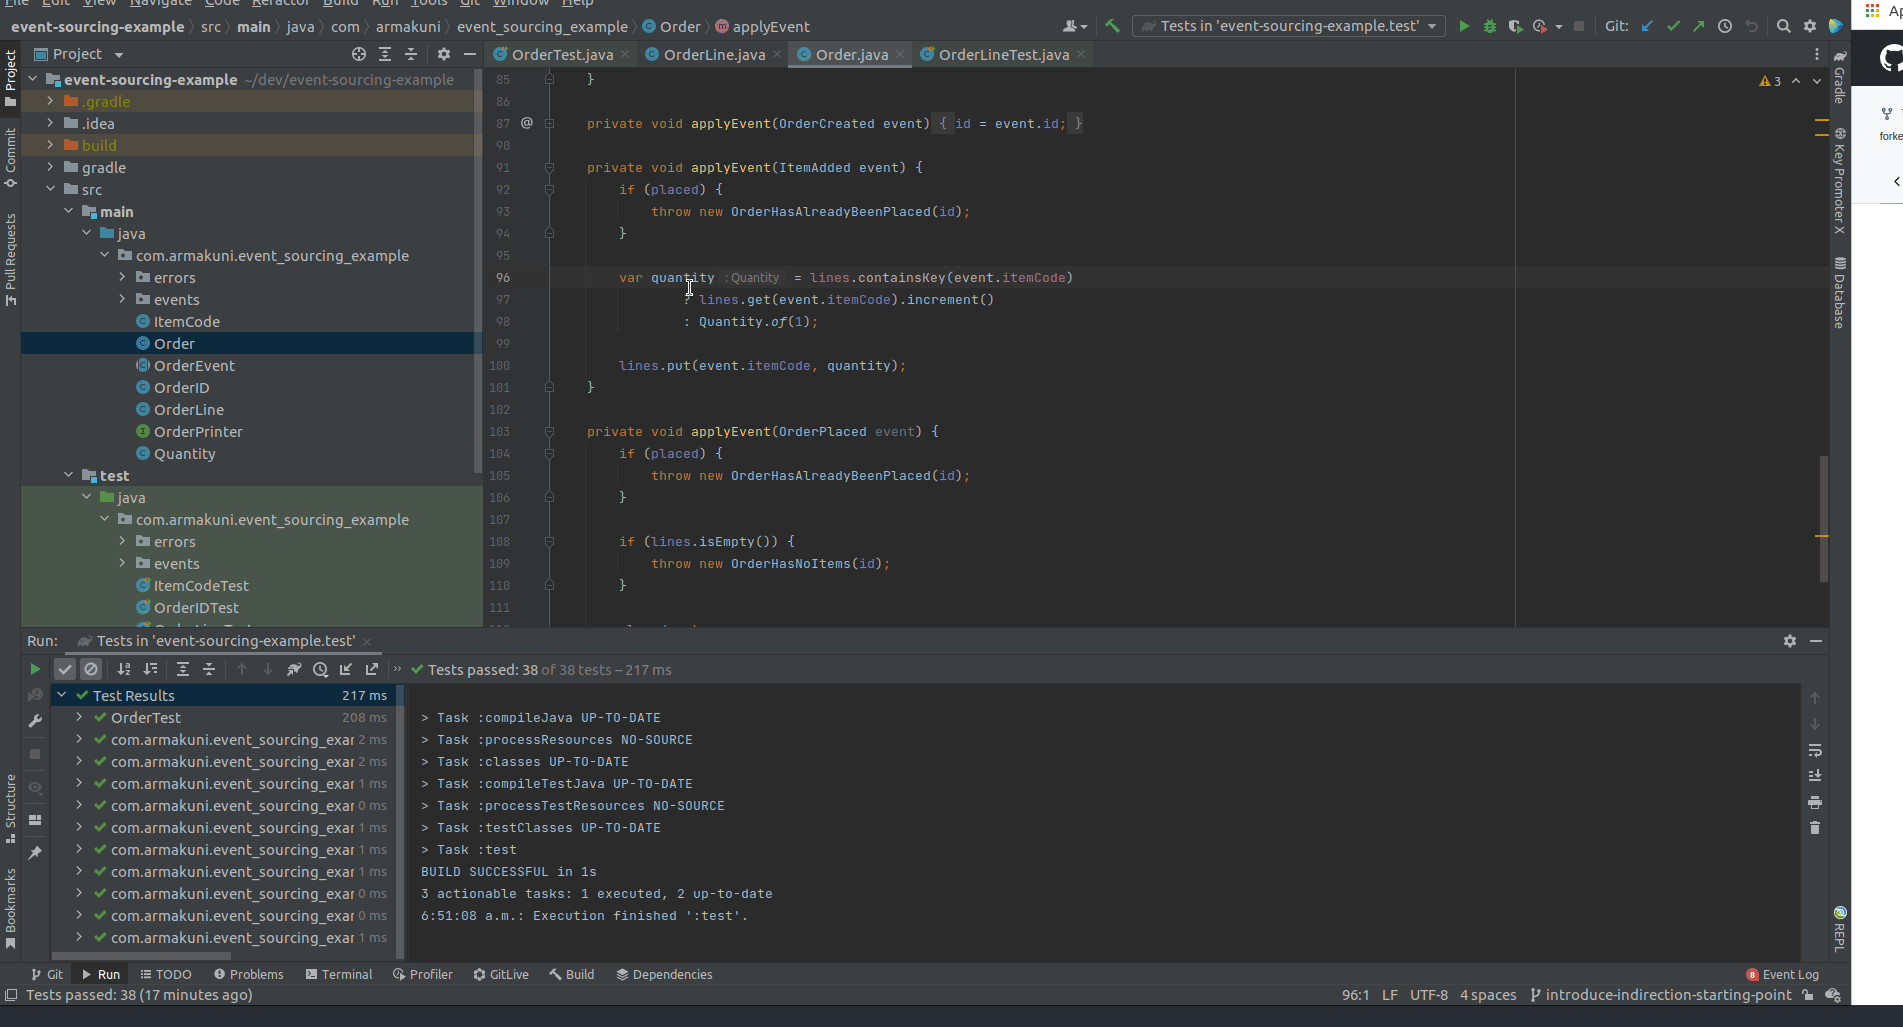 File Edit View Navigate Code Refactor Build Run Tools Git Window Help
event-sourcing-example src main java com armakuni event_sourcing_example Order applyEvent
Tests in 'event-sourcing-example.test'
Git:
Project
OrderTest.java
OrderLine.java
Order.java
OrderLineTest.java
event-sourcing-example ~/dev/event-sourcing-example
.gradle
.idea
build
gradle
src
main
java
com.armakuni.event_sourcing_example
errors
events
ItemCode
Order
OrderEvent
OrderID
OrderLine
OrderPrinter
Quantity
test
java
com.armakuni.event_sourcing_example
errors
events
ItemCodeTest
OrderIDTest
3
85 }
86
87 @ private void applyEvent(OrderCreated event) { id = event.id; }
90
91 private void applyEvent(ItemAdded event) {
92 if (placed) {
93 throw new OrderHasAlreadyBeenPlaced(id);
94 }
95
96 var quantity : Quantity = lines.containsKey(event.itemCode)
97 ? lines.get(event.itemCode).increment()
98 : Quantity.of(1);
99
100 lines.put(event.itemCode, quantity);
101 }
102
103 private void applyEvent(OrderPlaced event) {
104 if (placed) {
105 throw new OrderHasAlreadyBeenPlaced(id);
106 }
107
108 if (lines.isEmpty()) {
109 throw new OrderHasNoItems(id);
110 }
111
Project
Commit
Pull Requests
Structure
Bookmarks
Gradle
Key Promoter X
Database
REPL
Ap
forke
Run: Tests in 'event-sourcing-example.test'
Tests passed: 38 of 38 tests – 217 ms
Test Results 217 ms
OrderTest 208 ms
com.armakuni.event_sourcing_exar 2 ms
com.armakuni.event_sourcing_exar 2 ms
com.armakuni.event_sourcing_exar 1 ms
com.armakuni.event_sourcing_exar 0 ms
com.armakuni.event_sourcing_exar 1 ms
com.armakuni.event_sourcing_exar 1 ms
com.armakuni.event_sourcing_exar 1 ms
com.armakuni.event_sourcing_exar 0 ms
com.armakuni.event_sourcing_exar 0 ms
com.armakuni.event_sourcing_exar 1 ms
> Task :compileJava UP-TO-DATE
> Task :processResources NO-SOURCE
> Task :classes UP-TO-DATE
> Task :compileTestJava UP-TO-DATE
> Task :processTestResources NO-SOURCE
> Task :testClasses UP-TO-DATE
> Task :test
BUILD SUCCESSFUL in 1s
3 actionable tasks: 1 executed, 2 up-to-date
6:51:08 a.m.: Execution finished ':test'.
Git Run TODO Problems Terminal Profiler GitLive Build Dependencies
8 Event Log
Tests passed: 38 (17 minutes ago)
96:1 LF UTF-8 4 spaces introduce-indirection-starting-point